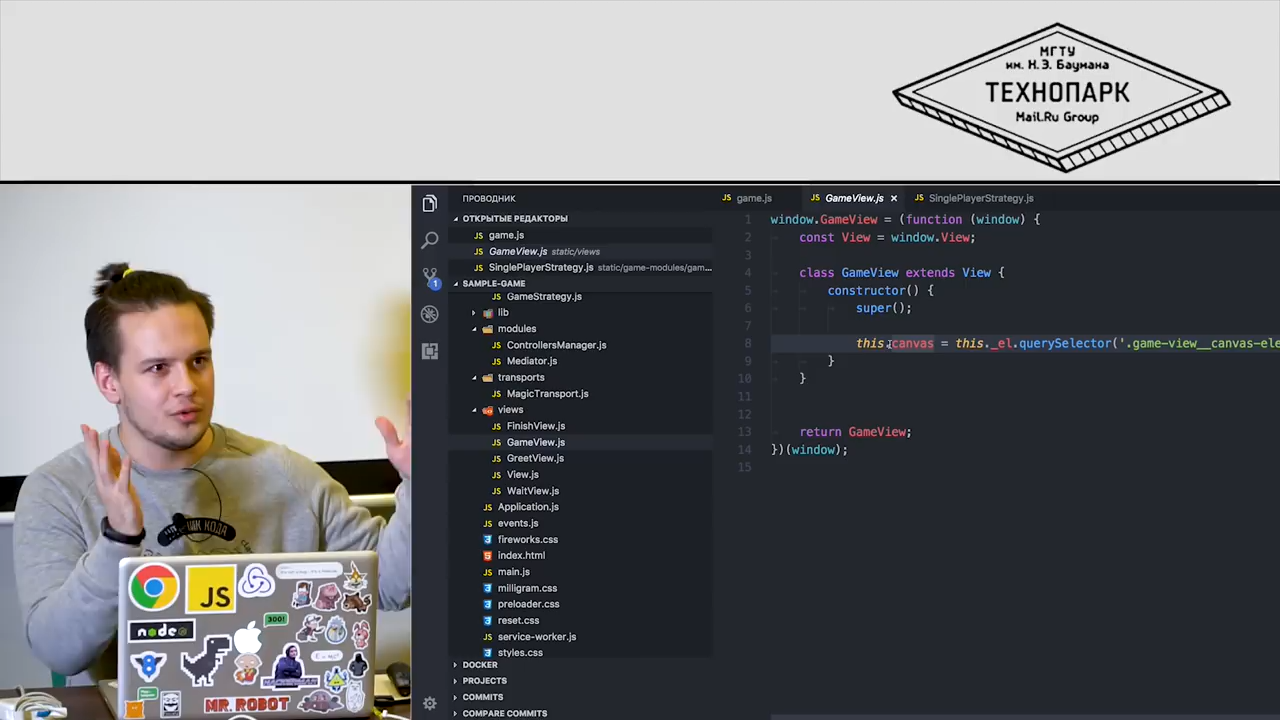 МГТУ
им. Н.Э. Баумана
ТЕХНОПАРК
Mail.Ru Group
ПРОВОДНИК
ОТКРЫТЫЕ РЕДАКТОРЫ
JS game.js
JS GameView.js static/views
JS SinglePlayerStrategy.js static/game-modules/gam...
SAMPLE-GAME
JS GameStrategy.js
lib
modules
JS ControllersManager.js
JS Mediator.js
transports
JS MagicTransport.js
views
JS FinishView.js
JS GameView.js
JS GreetView.js
JS View.js
JS WaitView.js
JS Application.js
JS events.js
fireworks.css
index.html
JS main.js
milligram.css
preloader.css
reset.css
JS service-worker.js
styles.css
DOCKER
PROJECTS
COMMITS
COMPARE COMMITS
1
JS game.js
JS GameView.js ×
JS SinglePlayerStrategy.js
1 window.GameView = (function (window) {
2 const View = window.View;
3
4 class GameView extends View {
5 constructor() {
6 super();
7
8 this.canvas = this._el.querySelector('.game-view__canvas-ele
9 }
10 }
11
12
13 return GameView;
14 })(window);
15
КОДА
JS
node
300!
E=MC²
HACKERMAN
MR. ROBOT